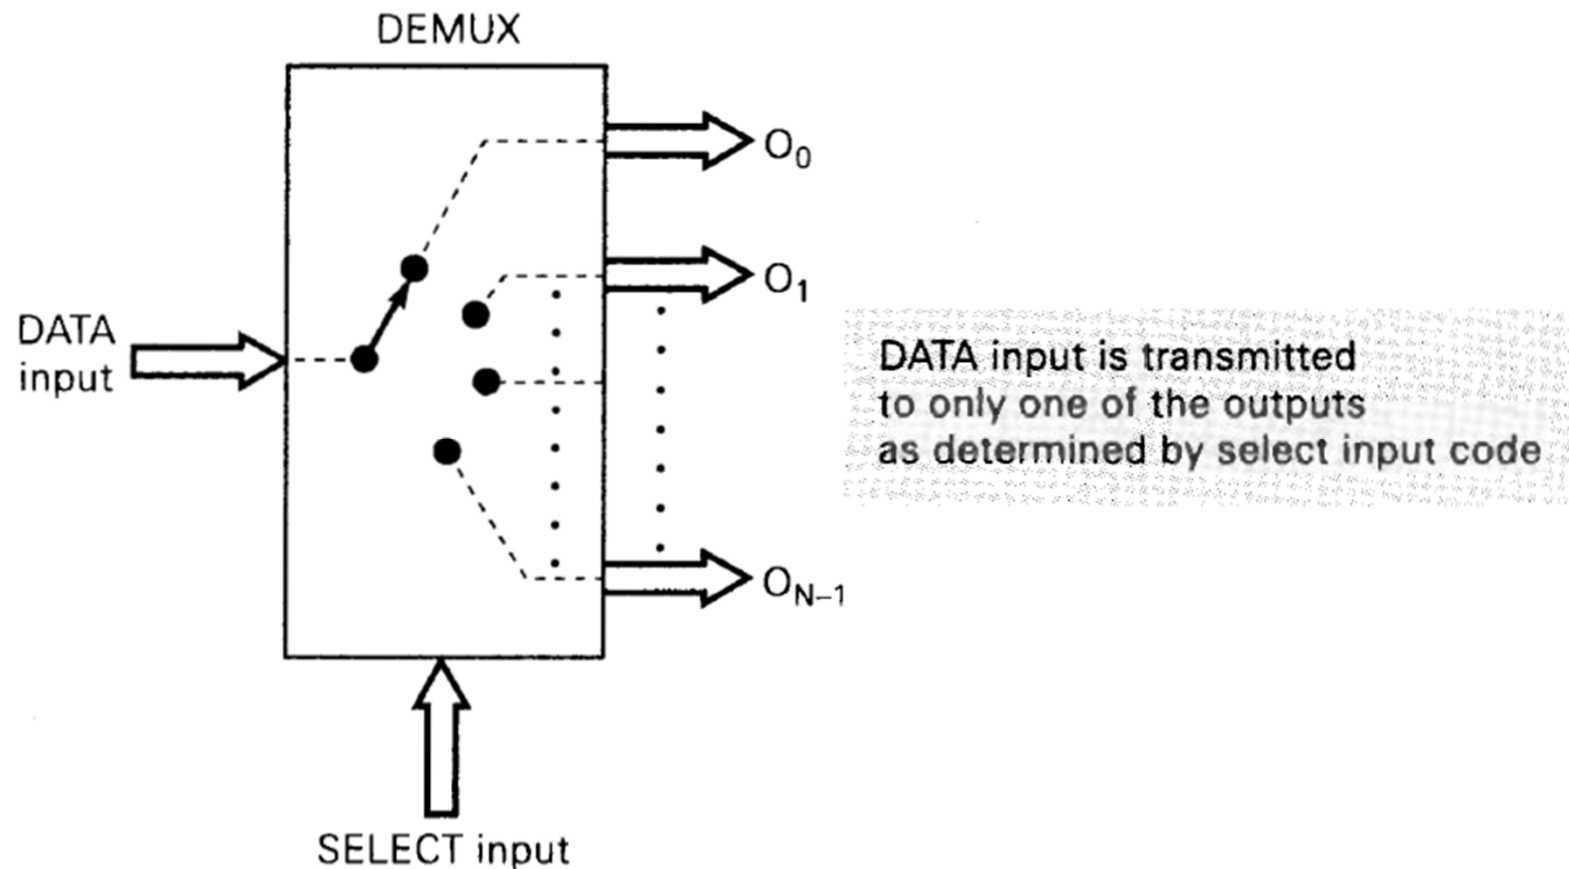 DEMUX
O₀
O₁
DATA
input
DATA input is transmitted
to only one of the outputs
as determined by select input code
O_N–1
SELECT input